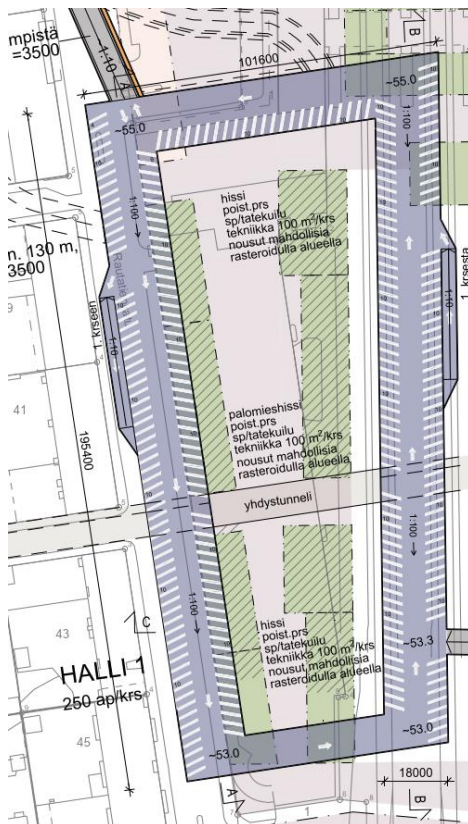 mpistä
=3500
1:10
A
101600
B
~55.0
~55.0
1:100
1:100
hissi
poist.prs
sp/tatekuilu
tekniikka 100 m²/krs
nousut mahdollisia
rasteroidulla alueella
n. 130 m,
3500
1. krseen
1:10
1:10
1. krsesta
41
195400
palomieshissi
poist.prs
sp/tatekuilu
tekniikka 100 m²/krs
nousut mahdollisia
rasteroidulla alueella
yhdystunneli
1:100
1:100
C
43
HALLI 1
250 ap/krs
hissi
poist.prs
sp/tatekuilu
tekniikka 100 m²/krs
nousut mahdollisia
rasteroidulla alueella
~53.3
45
~53.0
~53.0
18000
A
B